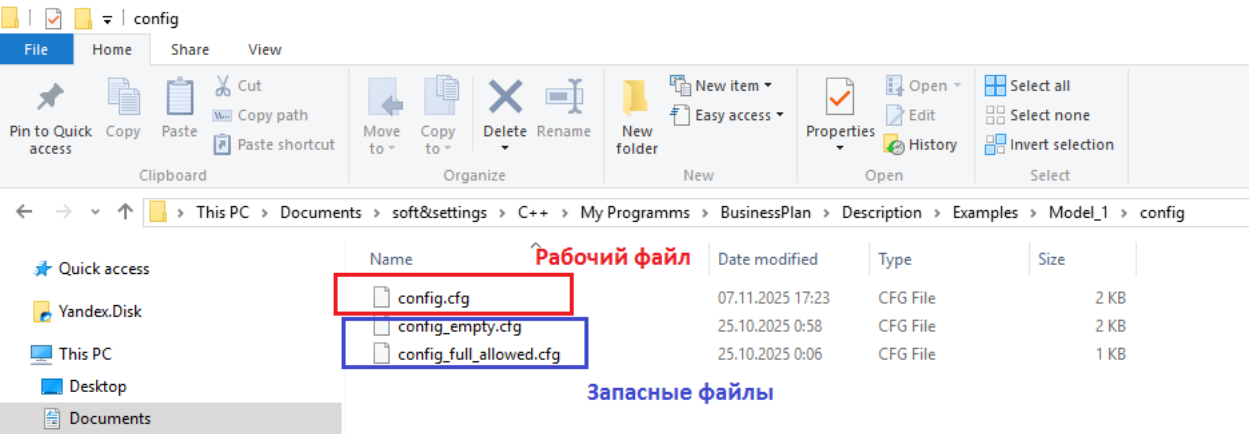 config
File Home Share View
Pin to Quick access
Copy
Paste
Cut
Copy path
Paste shortcut
Clipboard
Move to
Copy to
Delete
Rename
Organize
New folder
New item
Easy access
New
Properties
Open
Edit
History
Open
Select all
Select none
Invert selection
Select
This PC > Documents > soft&settings > C++ > My Programms > BusinessPlan > Description > Examples > Model_1 > config
Quick access
Yandex.Disk
This PC
Desktop
Documents
Name Date modified Type Size
Рабочий файл
config.cfg 07.11.2025 17:23 CFG File 2 KB
config_empty.cfg 25.10.2025 0:58 CFG File 2 KB
config_full_allowed.cfg 25.10.2025 0:06 CFG File 1 KB
Запасные файлы